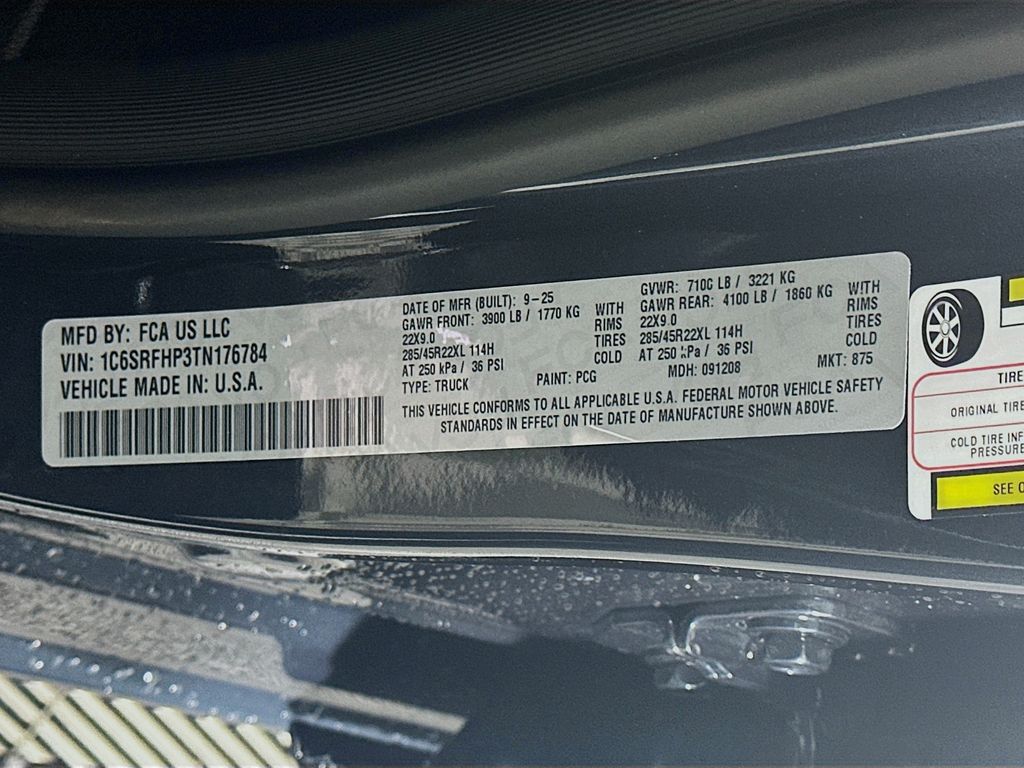 MFD BY: FCA US LLC
VIN: 1C6SRFHP3TN176784
VEHICLE MADE IN: U.S.A.
DATE OF MFR (BUILT): 9-25
GAWR FRONT: 3900 LB / 1770 KG WITH
22X9.0 RIMS
285/45R22XL 114H TIRES
AT 250 kPa / 36 PSI COLD
TYPE: TRUCK PAINT: PCG
GVWR: 7100 LB / 3221 KG
GAWR REAR: 4100 LB / 1860 KG WITH
22X9.0 RIMS
285/45R22XL 114H TIRES
AT 250 kPa / 36 PSI COLD
MDH: 091208 MKT: 875
THIS VEHICLE CONFORMS TO ALL APPLICABLE U.S.A. FEDERAL MOTOR VEHICLE SAFETY
STANDARDS IN EFFECT ON THE DATE OF MANUFACTURE SHOWN ABOVE.
TIRE
ORIGINAL TIRE
COLD TIRE INF
PRESSURE
SEE O